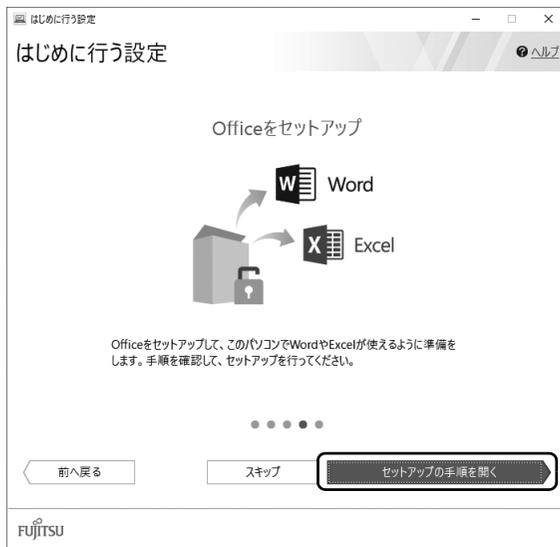 はじめに行う設定
はじめに行う設定
ヘルプ
Officeをセットアップ
W Word
X Excel
Officeをセットアップして、このパソコンでWordやExcelが使えるように準備を
します。手順を確認して、セットアップを行ってください。
前へ戻る
スキップ
セットアップの手順を開く
FUJITSU